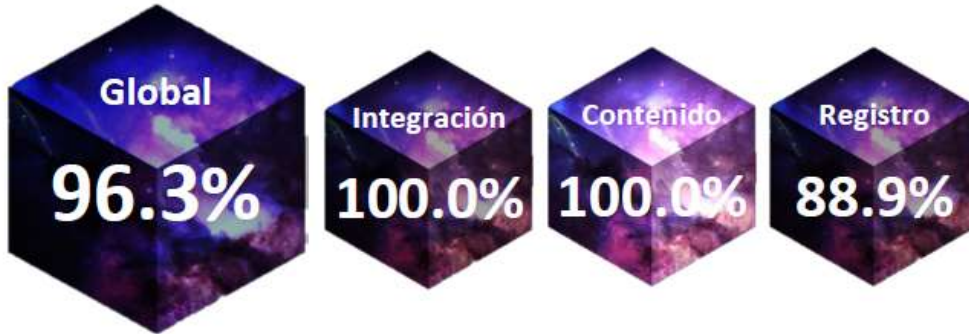 Global
96.3%
Integración
100.0%
Contenido
100.0%
Registro
88.9%